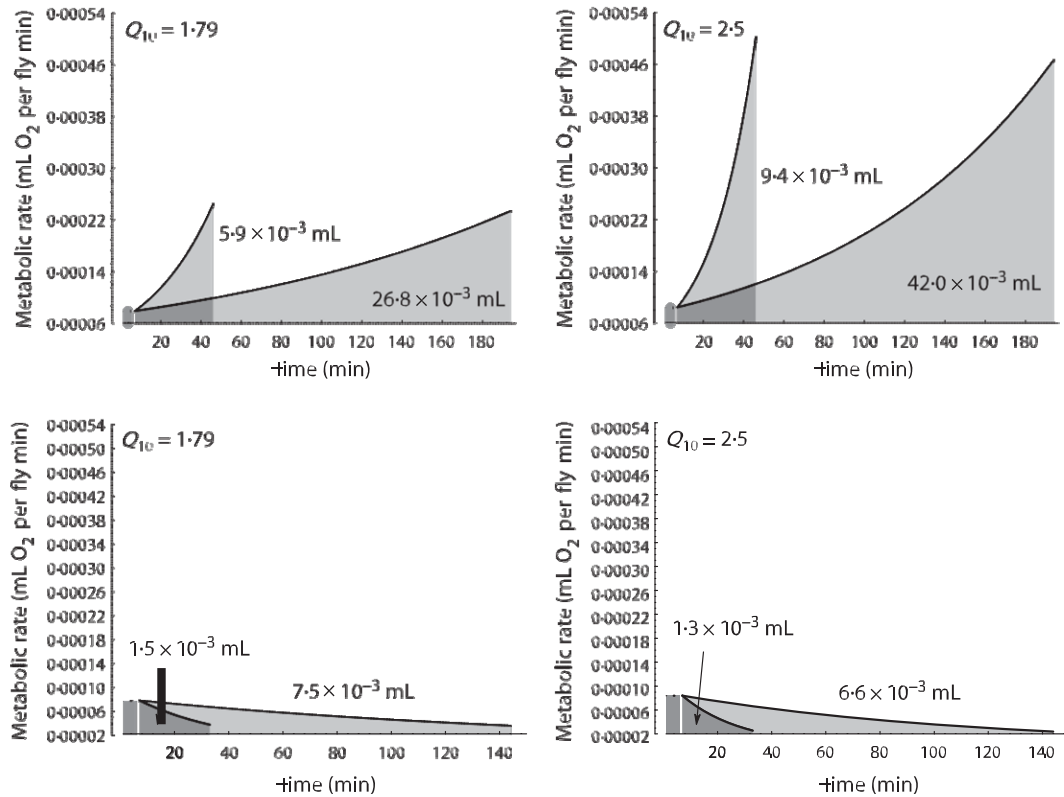 Metabolic rate (mL O₂ per fly min)
0·00054
0·00046
0·00038
0·00030
0·00022
0·00014
0·00006
Q₁₀ = 1·79
5·9 × 10⁻³ mL
26·8 × 10⁻³ mL
20 40 60 80 100 120 140 160 180
time (min)
Metabolic rate (mL O₂ per fly min)
0·00054
0·00046
0·00038
0·00030
0·00022
0·00014
0·00006
Q₁₀ = 2·5
9·4 × 10⁻³ mL
42·0 × 10⁻³ mL
20 40 60 80 100 120 140 160 180
time (min)
Metabolic rate (mL O₂ per fly min)
0·00054
0·00050
0·00046
0·00042
0·00038
0·00034
0·00030
0·00026
0·00022
0·00018
0·00014
0·00010
0·00006
0·00002
Q₁₀ = 1·79
1·5 × 10⁻³ mL
7·5 × 10⁻³ mL
20 40 60 80 100 120 140
time (min)
Metabolic rate (mL O₂ per fly min)
0·00054
0·00050
0·00046
0·00042
0·00038
0·00034
0·00030
0·00026
0·00022
0·00018
0·00014
0·00010
0·00006
0·00002
Q₁₀ = 2·5
1·3 × 10⁻³ mL
6·6 × 10⁻³ mL
20 40 60 80 100 120 140
time (min)